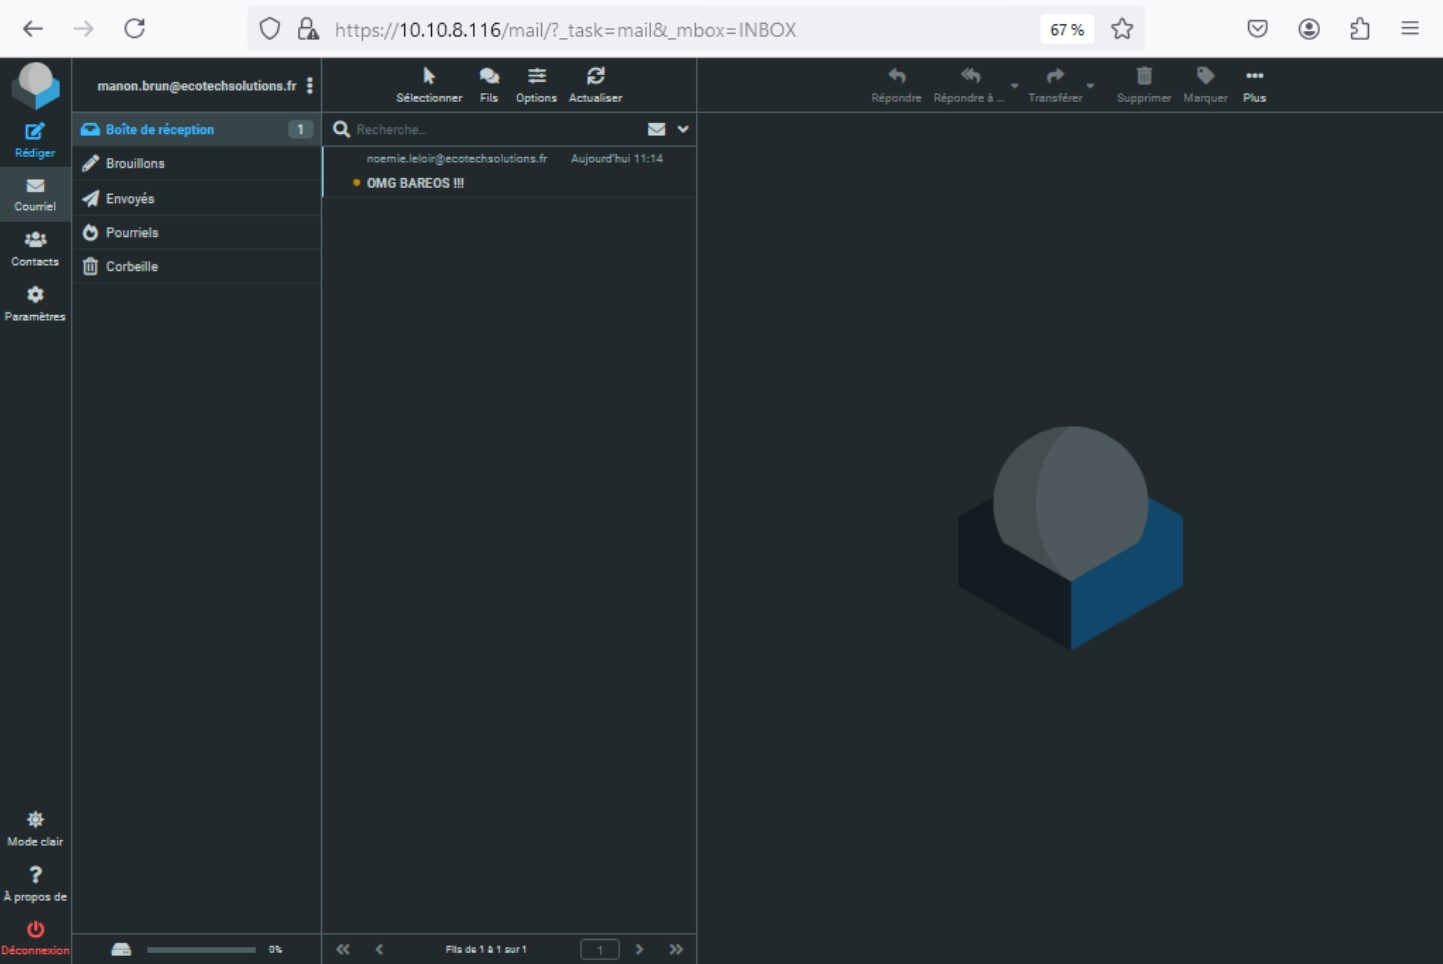 https://10.10.8.116/mail/?_task=mail&_mbox=INBOX
67 %
manon.brun@ecotechsolutions.fr
Rédiger
Courriel
Contacts
Paramètres
Mode clair
À propos de
Déconnexion
Boîte de réception 1
Brouillons
Envoyés
Pourriels
Corbeille
0%
Sélectionner Fils Options Actualiser
Recherche...
noemie.leloir@ecotechsolutions.fr Aujourd'hui 11:14
OMG BAREOS !!!
Fils de 1 à 1 sur 1 1
Répondre Répondre à ... Transférer Supprimer Marquer Plus